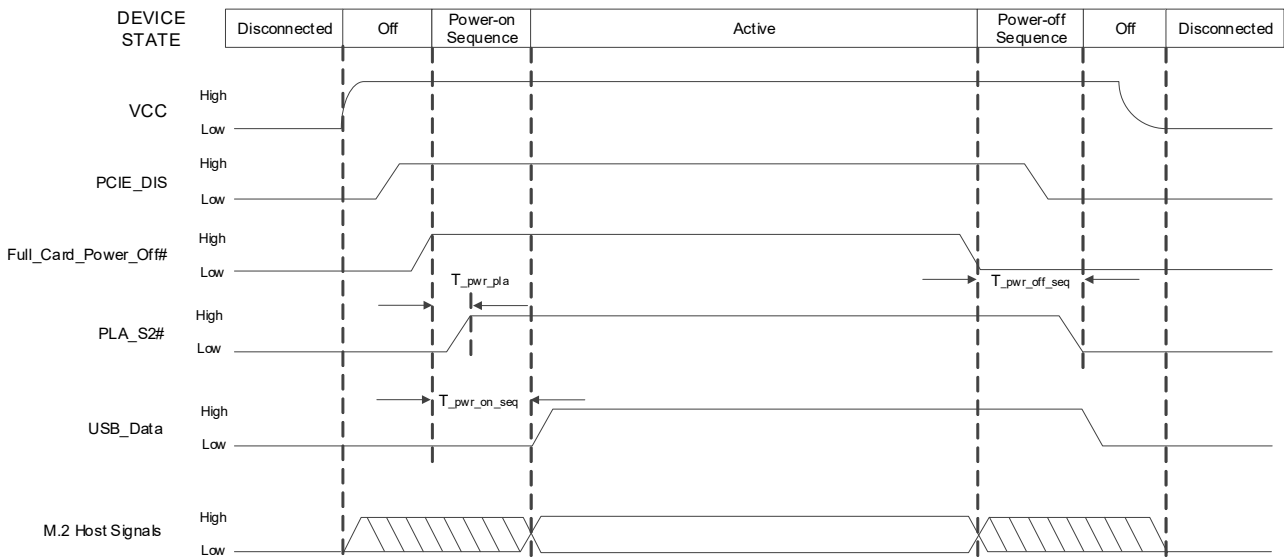 DEVICE
STATE
Disconnected
Off
Power-on
Sequence
Active
Power-off
Sequence
Off
Disconnected
VCC
High
Low
PCIE_DIS
High
Low
Full_Card_Power_Off#
High
Low
T_pwr_pla
T_pwr_off_seq
PLA_S2#
High
Low
T_pwr_on_seq
USB_Data
High
Low
M.2 Host Signals
High
Low